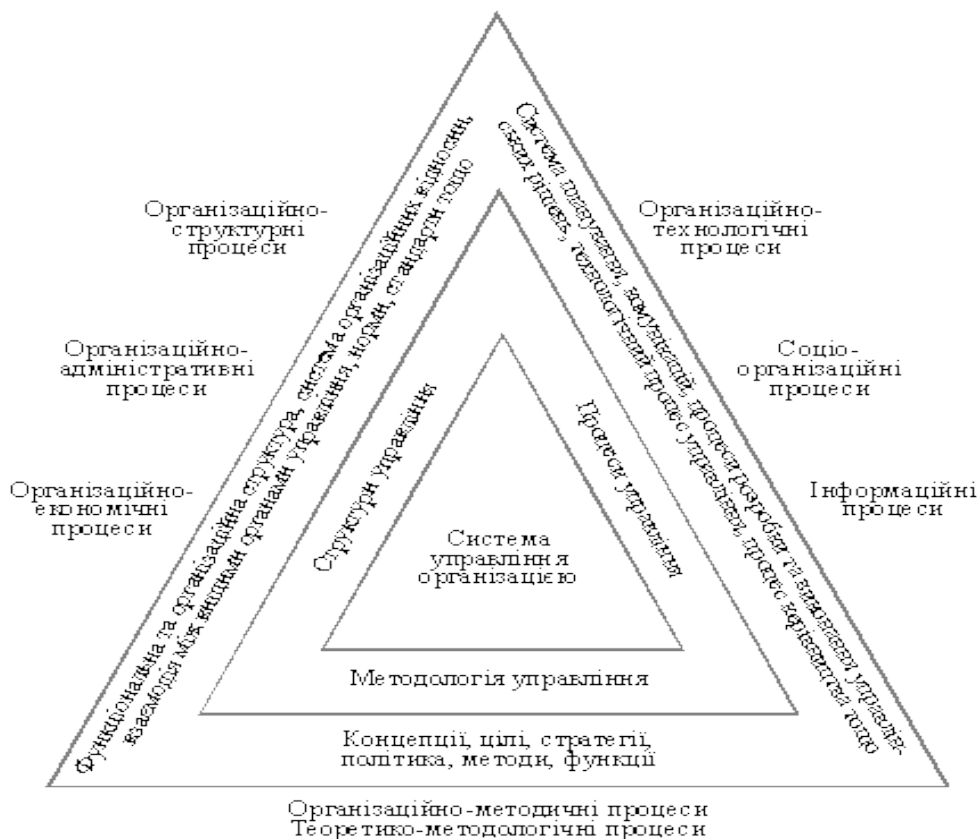 Організаційно-
структурні
процеси
Організаційно-
адміністративні
процеси
Організаційно-
економічні
процеси
Функціональна та організаційна структура, система організаційних відносин,
взаємодія між вищими органами управління, норми, стандарти тощо
Структури управління
Система
управління
організацією
Процеси управління
Система планування, комунікацій, процеси розробки та виконання управлін-
ських рішень, технологічний процес управління, процес керівництва тощо
Організаційно-
технологічні
процеси
Соціо-
організаційні
процеси
Інформаційні
процеси
Методологія управління
Концепції, цілі, стратегії,
політика, методи, функції
Організаційно-методичні процеси
Теоретико-методологічні процеси